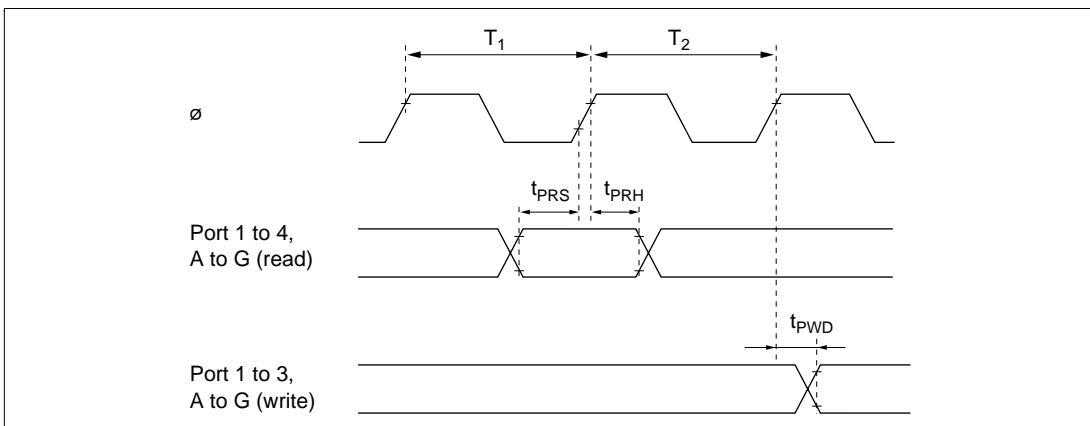 T1 T2
ø
tPRS tPRH
Port 1 to 4,
A to G (read)
tPWD
Port 1 to 3,
A to G (write)